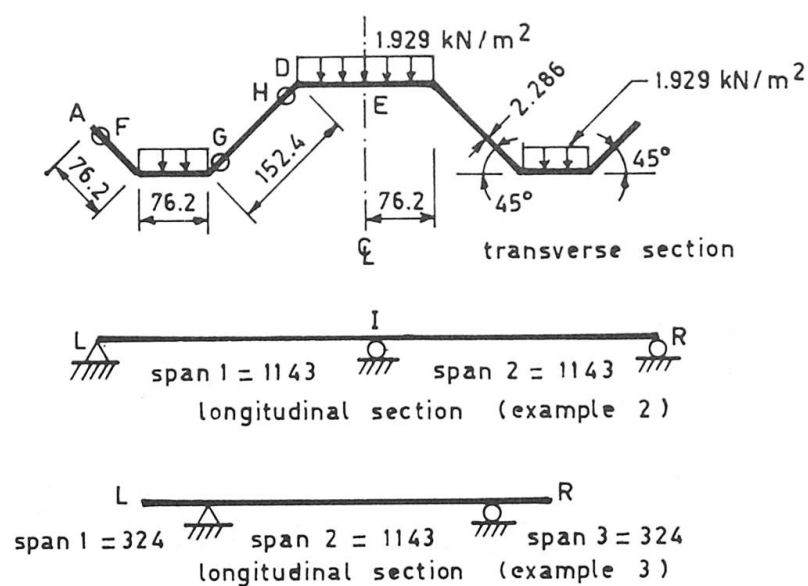 1.929 kN/m²
D
H
E
2.286
1.929 kN/m²
A
F
G
76.2
76.2
152.4
76.2
45°
45°
℄
transverse section
L
I
R
span 1 = 1143
span 2 = 1143
longitudinal section (example 2)
L
R
span 1 = 324
span 2 = 1143
span 3 = 324
longitudinal section (example 3)